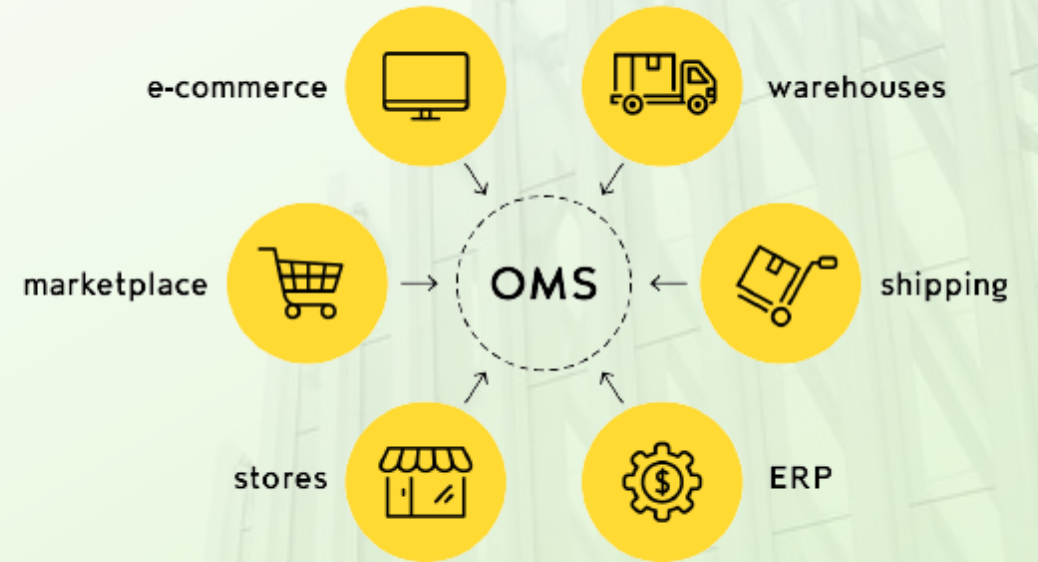 e-commerce
warehouses
marketplace
OMS
shipping
stores
$
ERP